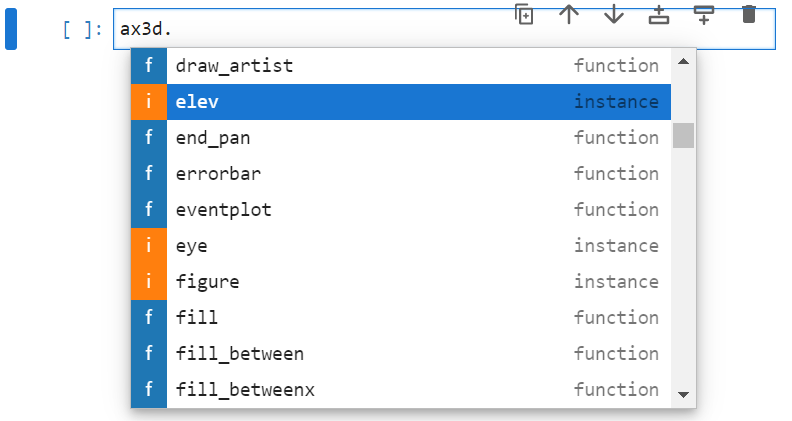 [ ]: ax3d.
f draw_artist function
i elev instance
f end_pan function
f errorbar function
f eventplot function
i eye instance
i figure instance
f fill function
f fill_between function
f fill_betweenx function